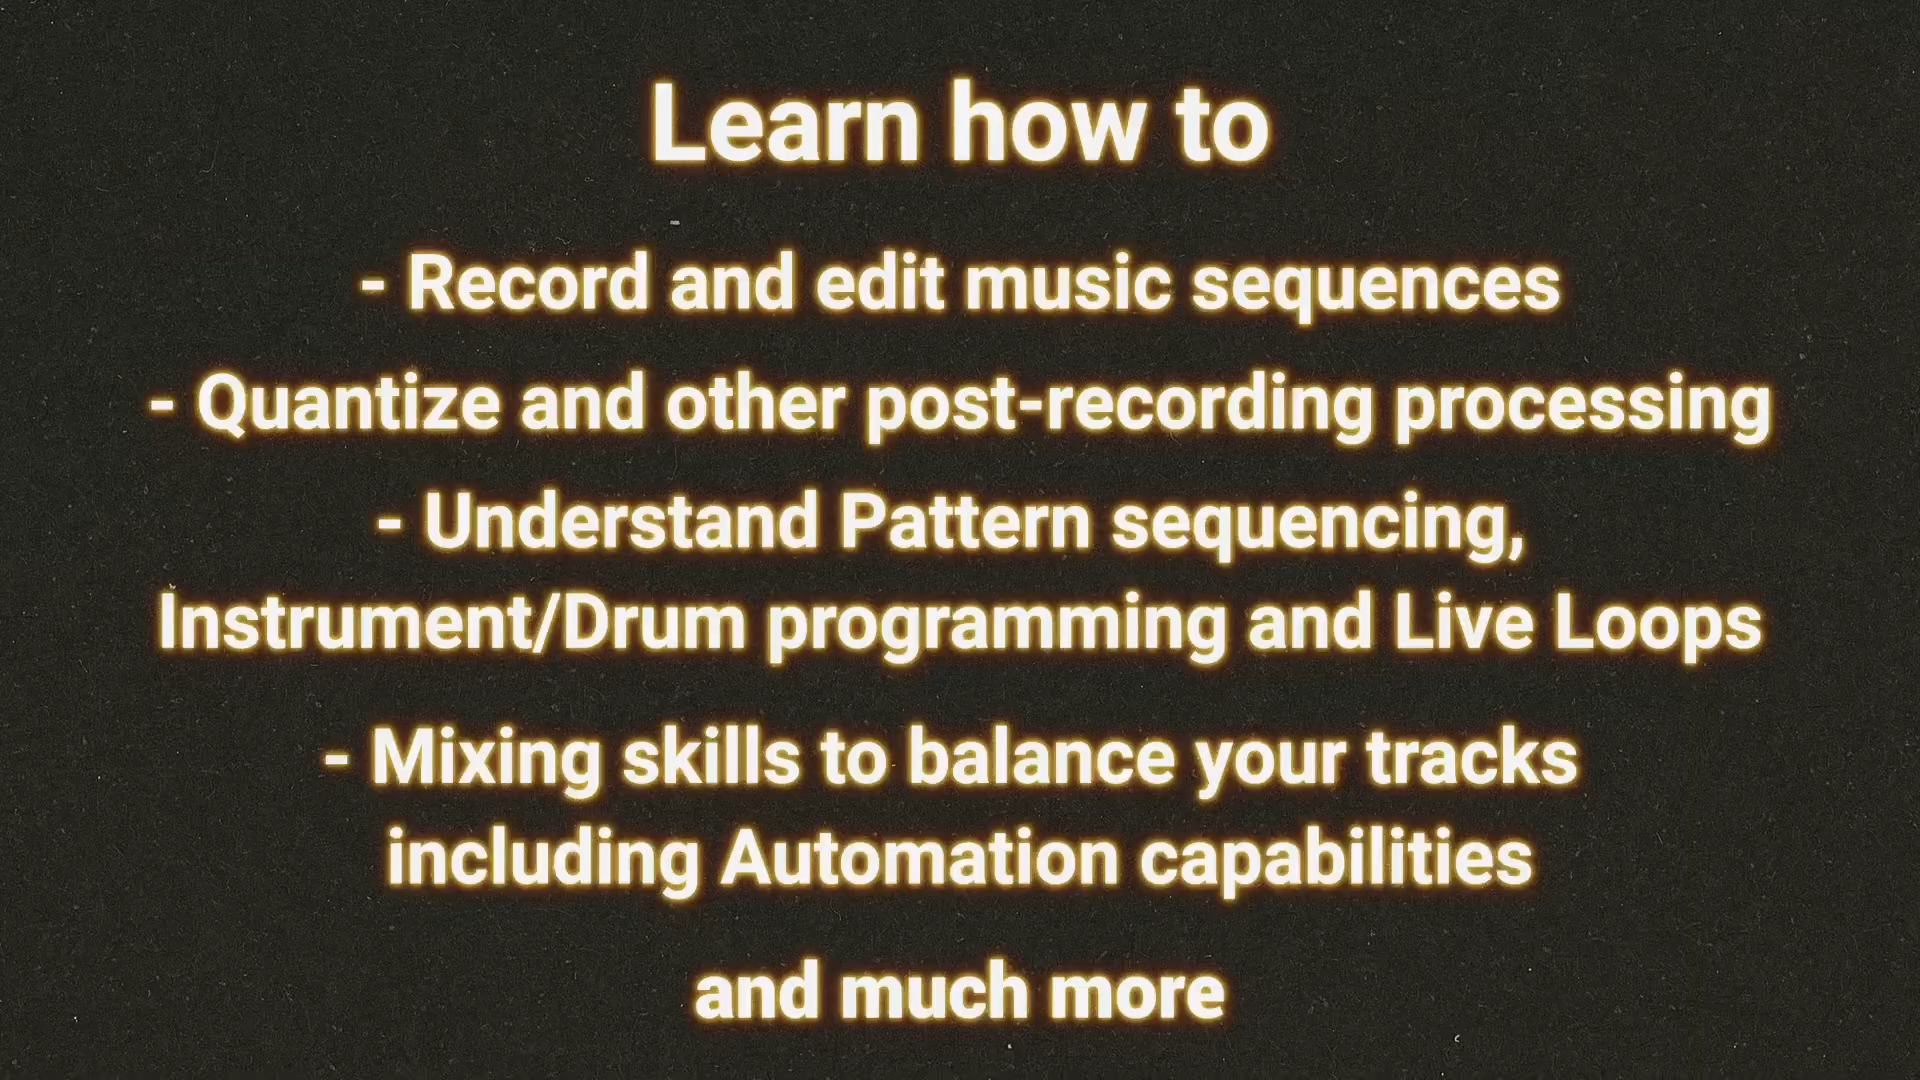 Learn how to
- Record and edit music sequences
- Quantize and other post-recording processing
- Understand Pattern sequencing,
Instrument/Drum programming and Live Loops
- Mixing skills to balance your tracks
including Automation capabilities
and much more